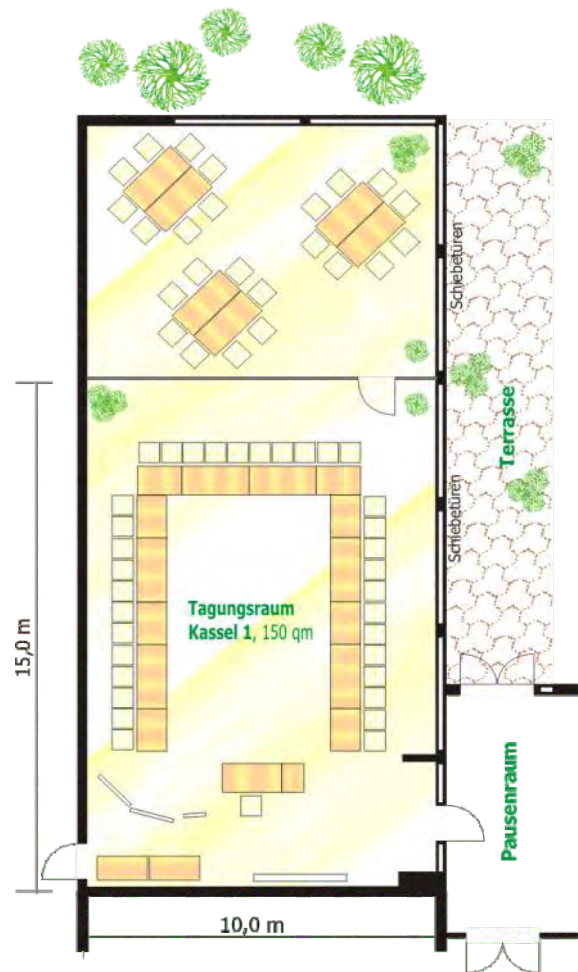 Schiebetüren
Terrasse
Schiebetüren
Tagungsraum
Kassel 1, 150 qm
15,0 m
Pausenraum
10,0 m